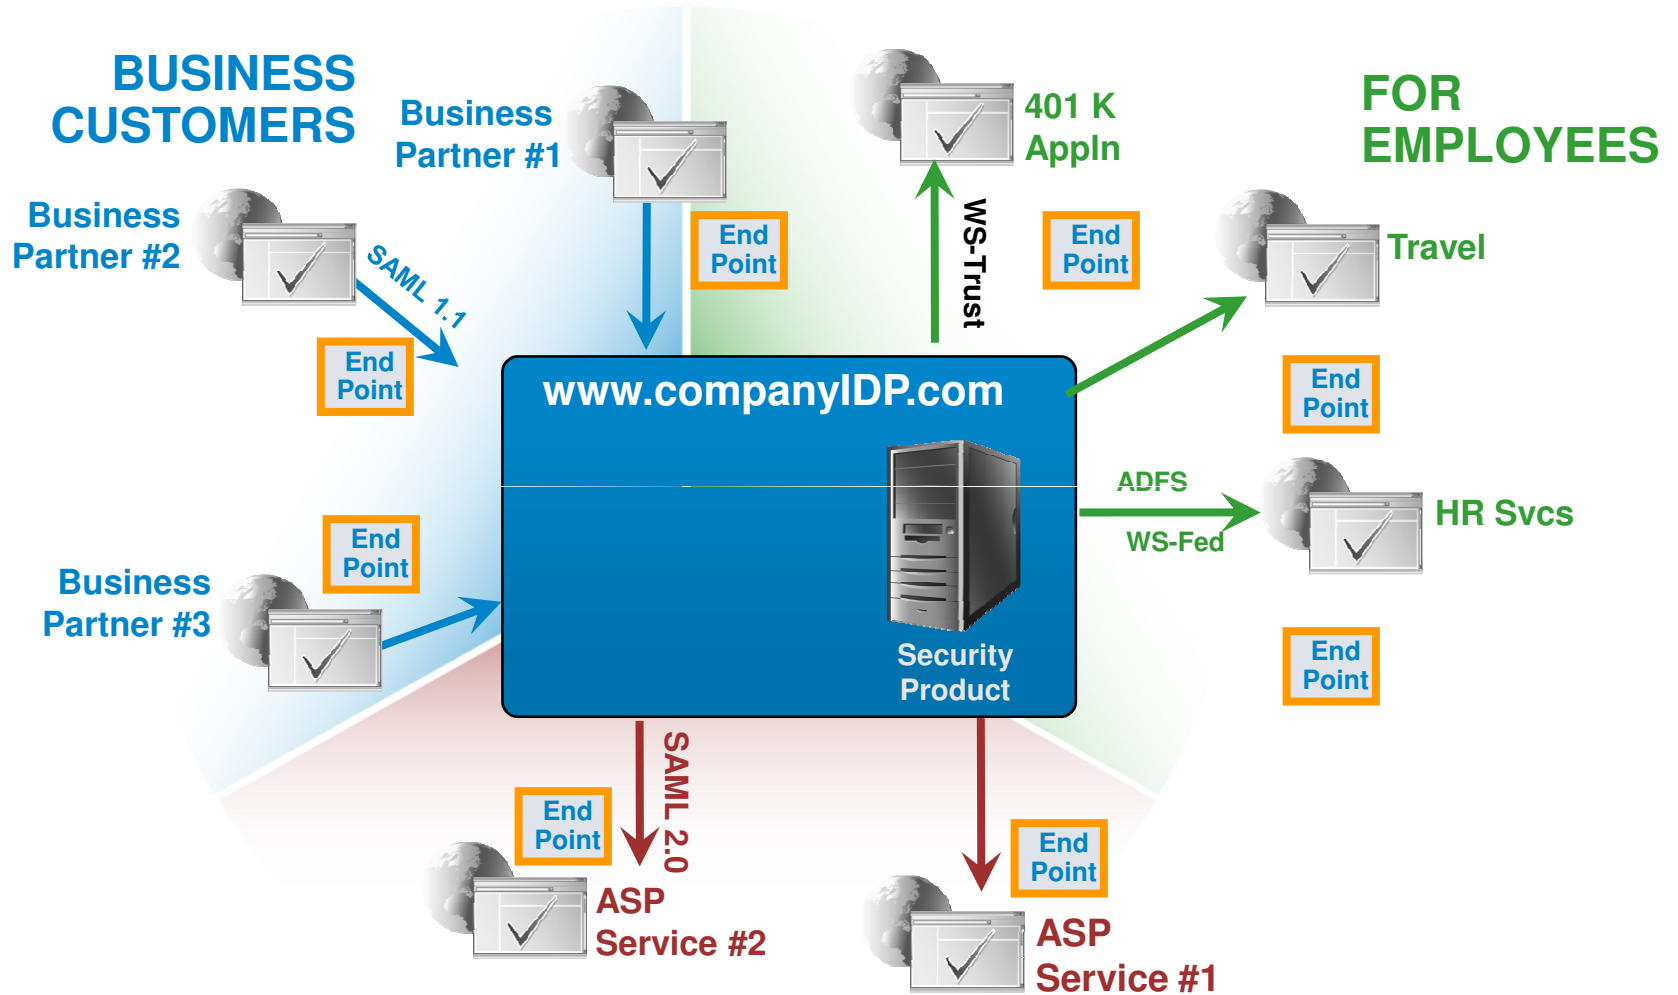 BUSINESS
CUSTOMERS
Business
Partner #1
401 K
Appln
FOR
EMPLOYEES
Business
Partner #2
SAML 1.1
End
Point
WS-Trust
End
Point
Travel
End
Point
www.companyIDP.com
End
Point
ADFS
WS-Fed
HR Svcs
End
Point
Business
Partner #3
Security
Product
End
Point
SAML 2.0
End
Point
End
Point
ASP
Service #2
ASP
Service #1